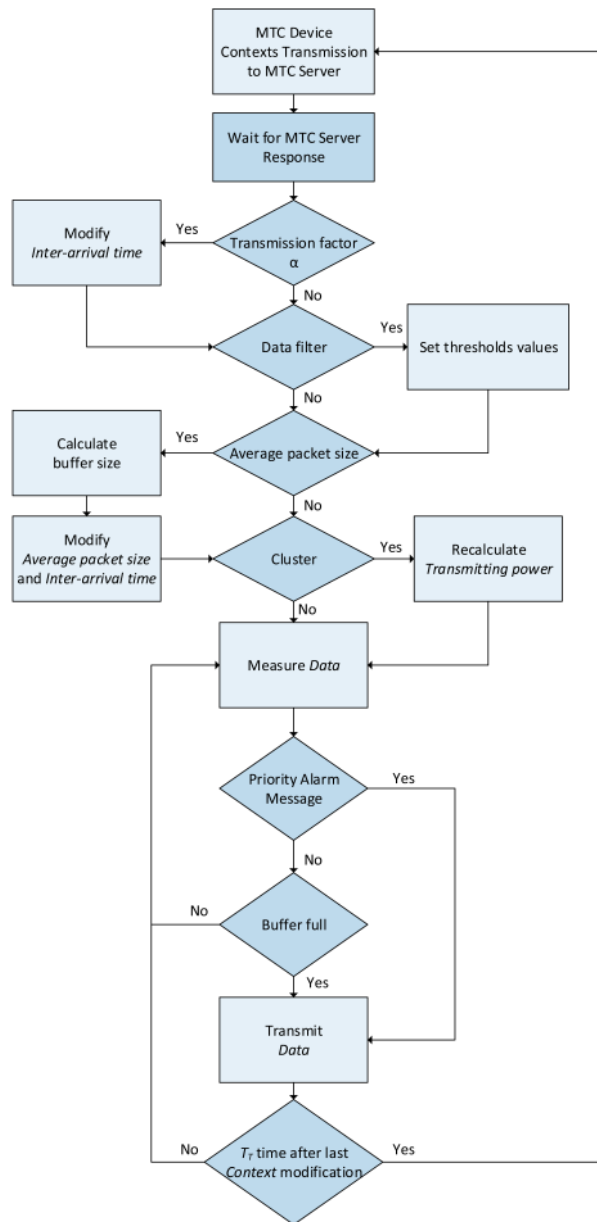 MTC Device
Contexts Transmission
to MTC Server
Wait for MTC Server
Response
Modify
Inter-arrival time
Yes
Transmission factor
α
No
Data filter
Yes
Set thresholds values
No
Calculate
buffer size
Yes
Average packet size
No
Modify
Average packet size
and Inter-arrival time
Cluster
Yes
Recalculate
Transmitting power
No
Measure Data
Priority Alarm
Message
Yes
No
No
Buffer full
Yes
Transmit
Data
No
T_T time after last
Context modification
Yes